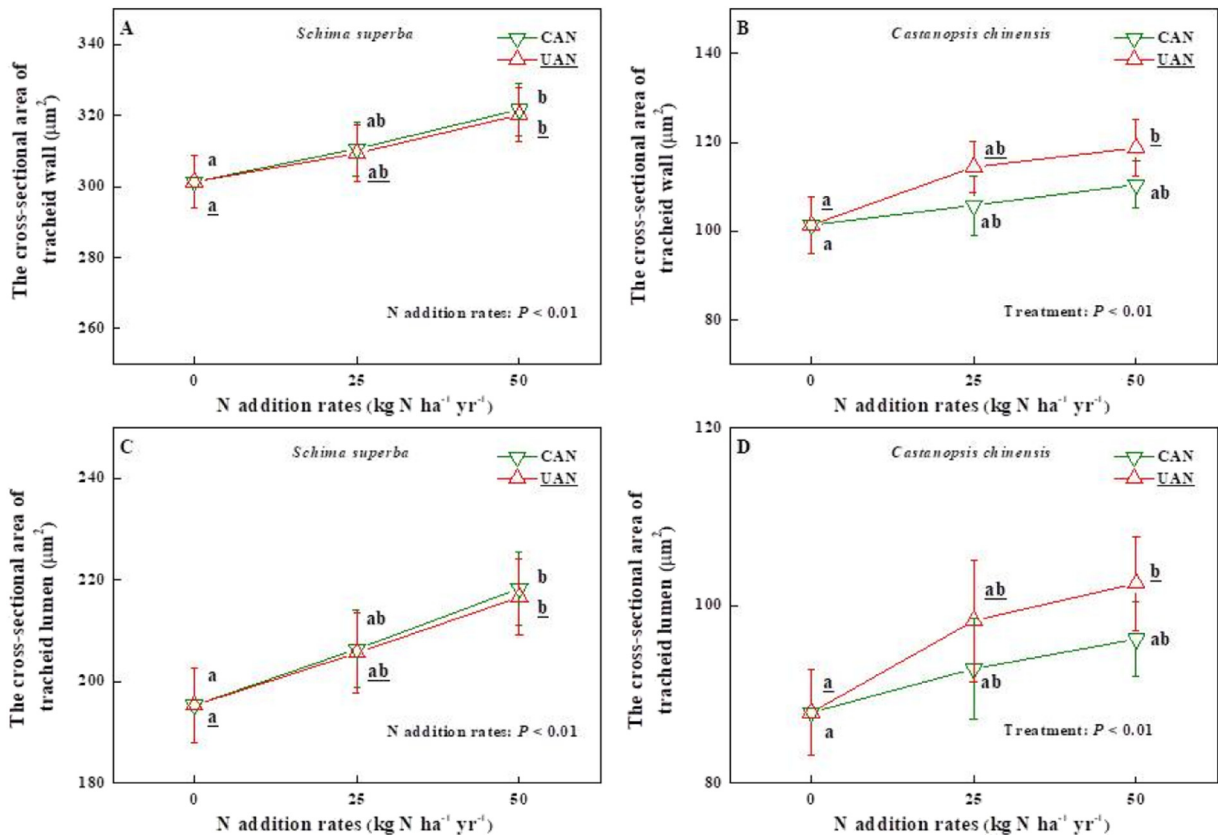 A
Schima superba
CAN
UAN
The cross-sectional area of
tracheid wall (μm²)
340
320
300
280
260
a
a
ab
ab
b
b
N addition rates: P < 0.01
0
25
50
N addition rates (kg N ha⁻¹ yr⁻¹)
B
Castanopsis chinensis
CAN
UAN
The cross-sectional area of
tracheid wall (μm²)
140
120
100
80
a
a
ab
ab
b
ab
Treatment: P < 0.01
0
25
50
N addition rates (kg N ha⁻¹ yr⁻¹)
C
Schima superba
CAN
UAN
The cross-sectional area of
tracheid lumen (μm²)
240
220
200
180
a
a
ab
ab
b
b
N addition rates: P < 0.01
0
25
50
N addition rates (kg N ha⁻¹ yr⁻¹)
D
Castanopsis chinensis
CAN
UAN
The cross-sectional area of
tracheid lumen (μm²)
120
100
80
a
a
ab
ab
b
ab
Treatment: P < 0.01
0
25
50
N addition rates (kg N ha⁻¹ yr⁻¹)